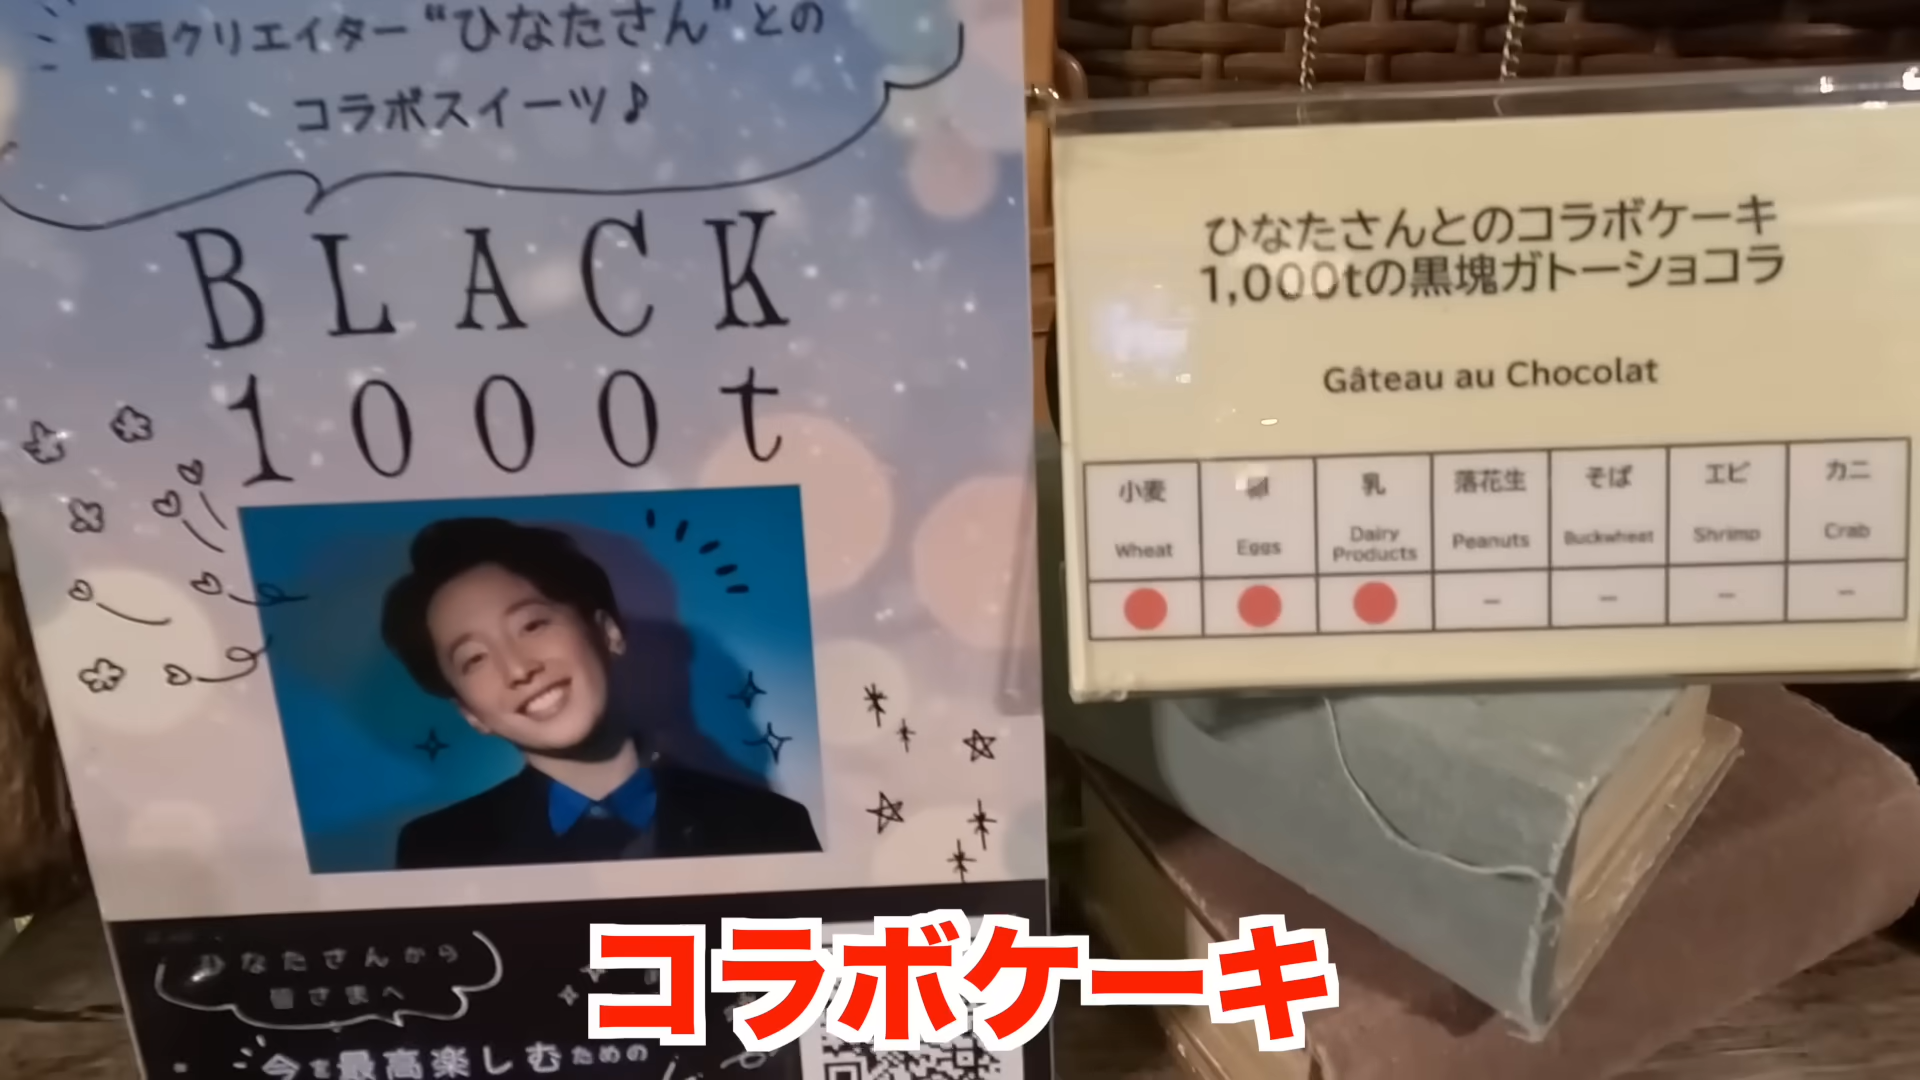 動画クリエイター“ひなたさん”との
コラボスイーツ♪
BLACK
1000t
ひなたさんから
皆さまへ
今を最高楽しむための
ひなたさんとのコラボケーキ
1,000tの黒塊ガトーショコラ
Gâteau au Chocolat
小麦 卵 乳 落花生 そば エビ カニ
Wheat Eggs Dairy Products Peanuts Buckwheat Shrimp Crab
● ● ● － － － －
コラボケーキ